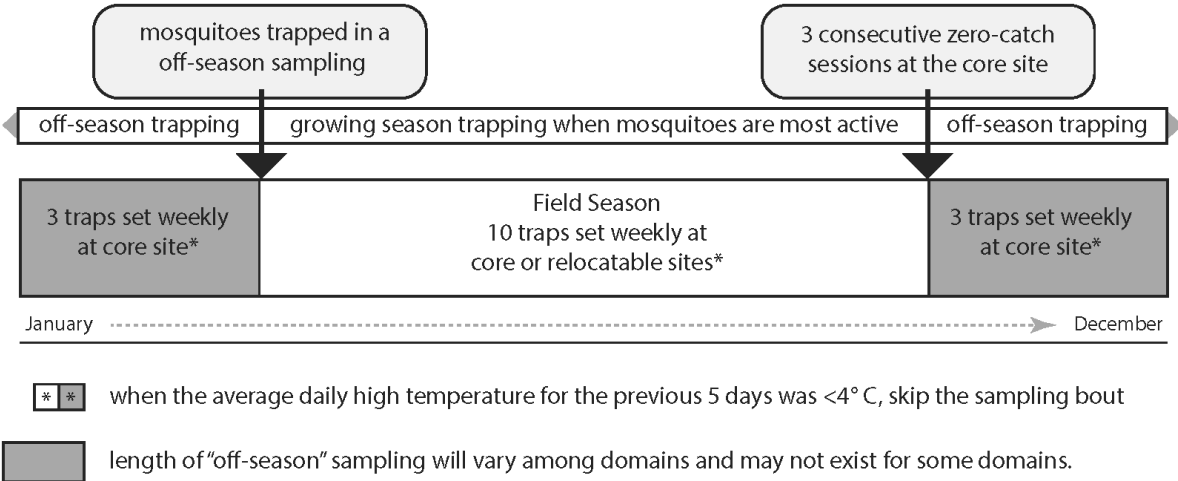 mosquitoes trapped in a
off-season sampling
3 consecutive zero-catch
sessions at the core site
off-season trapping
growing season trapping when mosquitoes are most active
off-season trapping
3 traps set weekly
at core site*
Field Season
10 traps set weekly at
core or relocatable sites*
3 traps set weekly
at core site*
January
December
* * when the average daily high temperature for the previous 5 days was <4° C, skip the sampling bout
length of "off-season" sampling will vary among domains and may not exist for some domains.